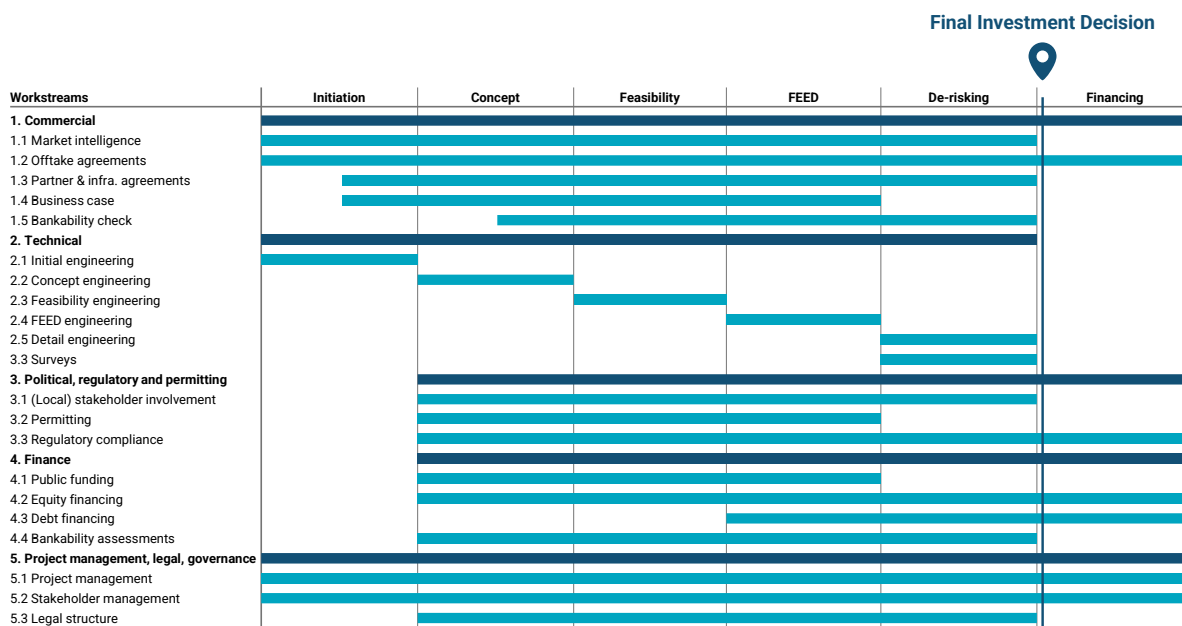 Final Investment Decision
Workstreams Initiation Concept Feasibility FEED De-risking Financing
1. Commercial
1.1 Market intelligence
1.2 Offtake agreements
1.3 Partner & infra. agreements
1.4 Business case
1.5 Bankability check
2. Technical
2.1 Initial engineering
2.2 Concept engineering
2.3 Feasibility engineering
2.4 FEED engineering
2.5 Detail engineering
3.3 Surveys
3. Political, regulatory and permitting
3.1 (Local) stakeholder involvement
3.2 Permitting
3.3 Regulatory compliance
4. Finance
4.1 Public funding
4.2 Equity financing
4.3 Debt financing
4.4 Bankability assessments
5. Project management, legal, governance
5.1 Project management
5.2 Stakeholder management
5.3 Legal structure